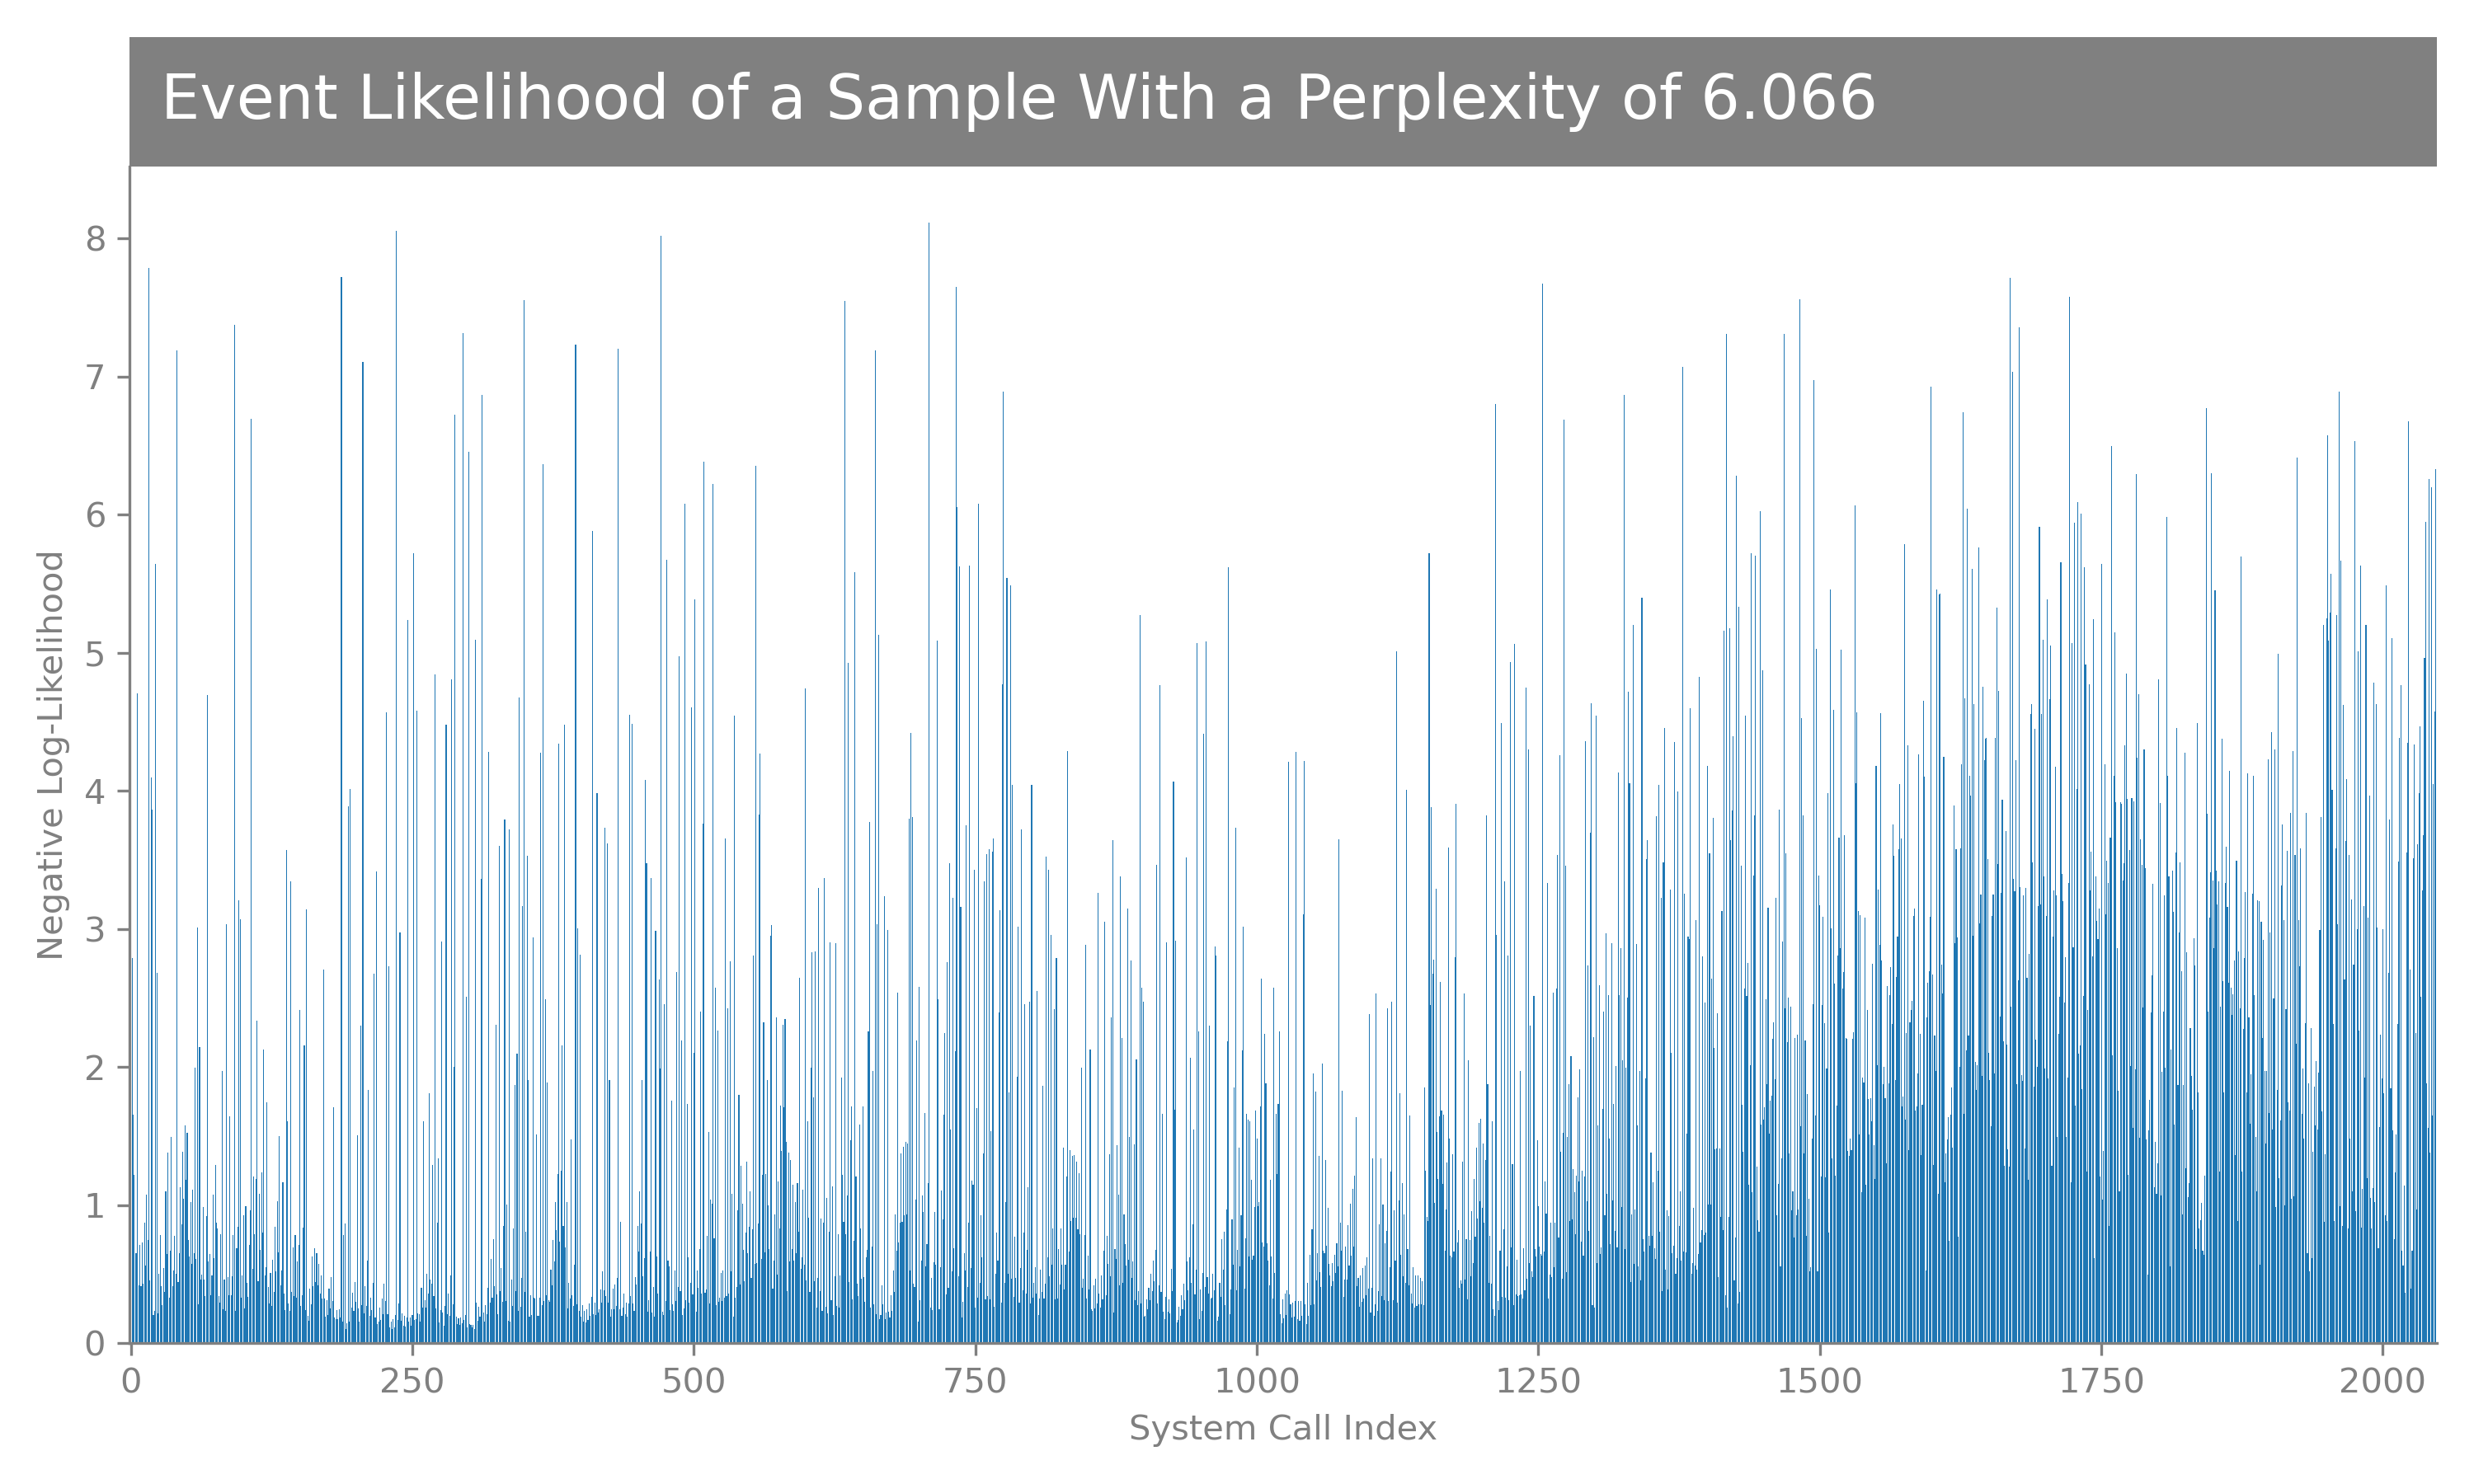 Event Likelihood of a Sample With a Perplexity of 6.066
8
7
6
5
4
3
2
1
0
Negative Log-Likelihood
0 250 500 750 1000 1250 1500 1750 2000
System Call Index